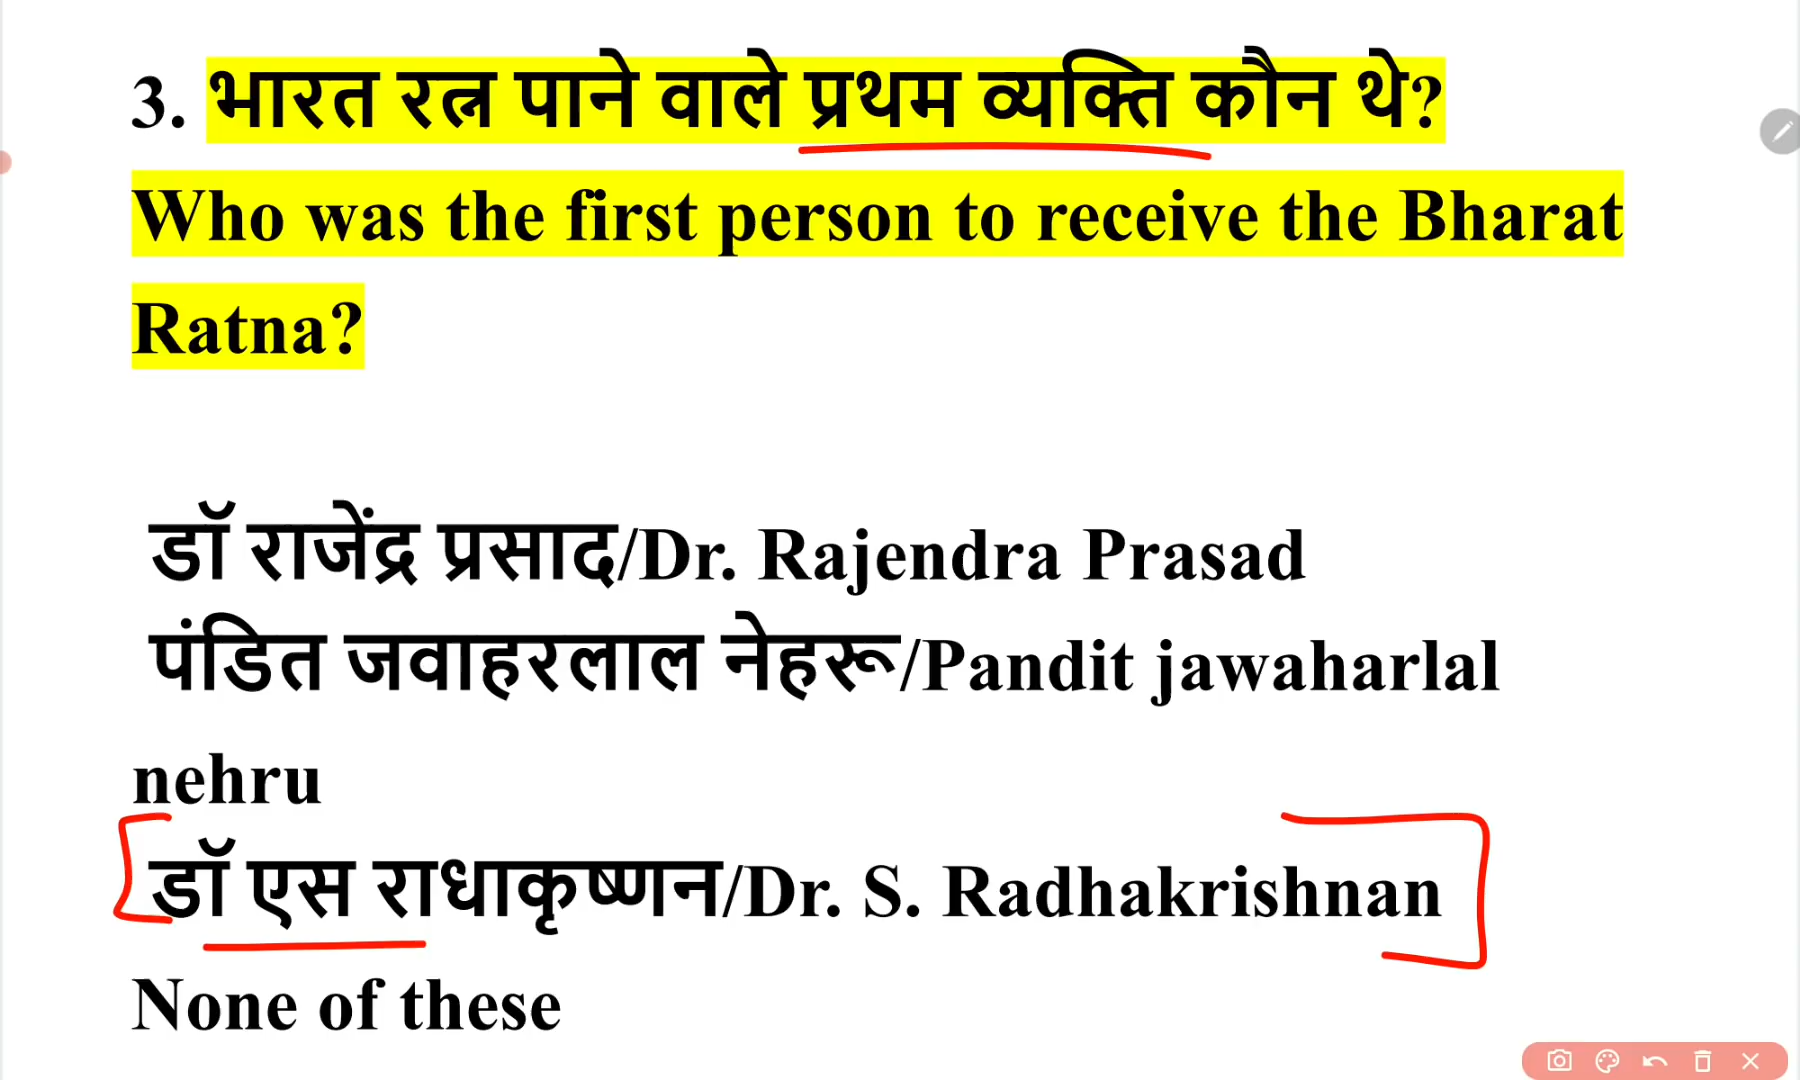 3. भारत रत्न पाने वाले प्रथम व्यक्ति कौन थे?
Who was the first person to receive the Bharat
Ratna?
डॉ राजेंद्र प्रसाद/Dr. Rajendra Prasad
पंडित जवाहरलाल नेहरू/Pandit jawaharlal
nehru
डॉ एस राधाकृष्णन/Dr. S. Radhakrishnan
None of these